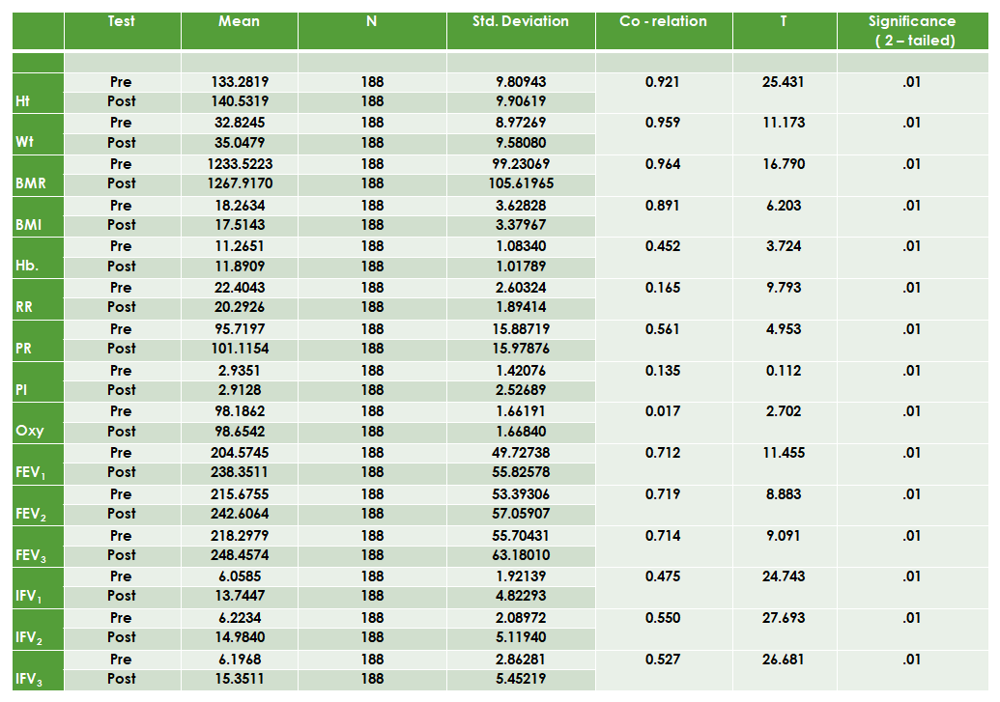 Test Mean N Std. Deviation Co - relation T Significance
( 2 – tailed)
Pre 133.2819 188 9.80943 0.921 25.431 .01
Ht Post 140.5319 188 9.90619
Pre 32.8245 188 8.97269 0.959 11.173 .01
Wt Post 35.0479 188 9.58080
Pre 1233.5223 188 99.23069 0.964 16.790 .01
BMR Post 1267.9170 188 105.61965
Pre 18.2634 188 3.62828 0.891 6.203 .01
BMI Post 17.5143 188 3.37967
Pre 11.2651 188 1.08340 0.452 3.724 .01
Hb. Post 11.8909 188 1.01789
Pre 22.4043 188 2.60324 0.165 9.793 .01
RR Post 20.2926 188 1.89414
Pre 95.7197 188 15.88719 0.561 4.953 .01
PR Post 101.1154 188 15.97876
Pre 2.9351 188 1.42076 0.135 0.112 .01
PI Post 2.9128 188 2.52689
Pre 98.1862 188 1.66191 0.017 2.702 .01
Oxy Post 98.6542 188 1.66840
Pre 204.5745 188 49.72738 0.712 11.455 .01
FEV₁ Post 238.3511 188 55.82578
Pre 215.6755 188 53.39306 0.719 8.883 .01
FEV₂ Post 242.6064 188 57.05907
Pre 218.2979 188 55.70431 0.714 9.091 .01
FEV₃ Post 248.4574 188 63.18010
Pre 6.0585 188 1.92139 0.475 24.743 .01
IFV₁ Post 13.7447 188 4.82293
Pre 6.2234 188 2.08972 0.550 27.693 .01
IFV₂ Post 14.9840 188 5.11940
Pre 6.1968 188 2.86281 0.527 26.681 .01
IFV₃ Post 15.3511 188 5.45219